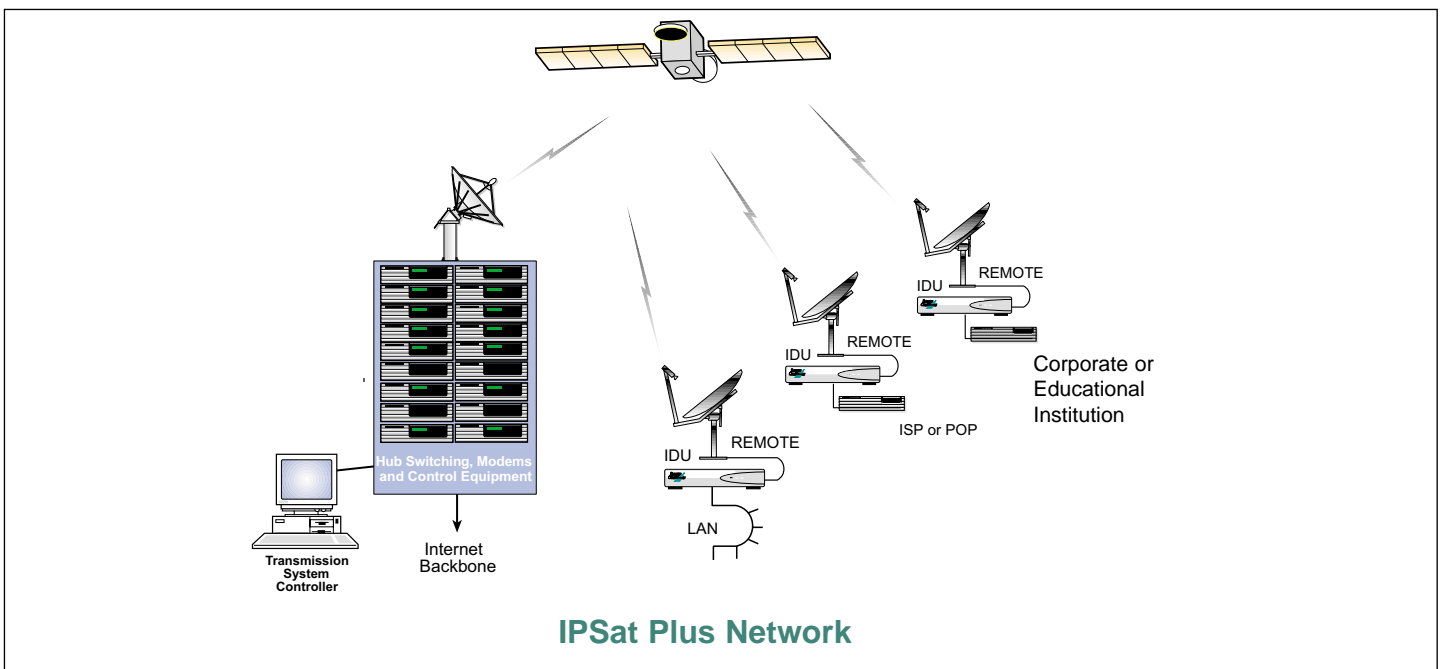 REMOTE
IDU
REMOTE
IDU
Corporate or
Educational
Institution
ISP or POP
REMOTE
IDU
LAN
Hub Switching, Modems
and Control Equipment
Internet
Backbone
Transmission
System
Controller
IPSat Plus Network